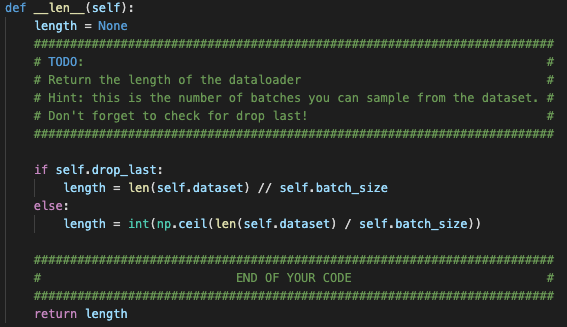 def __len__(self):
    length = None
    ########################################################################
    # TODO:                                                                #
    # Return the length of the dataloader                                  #
    # Hint: this is the number of batches you can sample from the dataset. #
    # Don't forget to check for drop last!                                 #
    ########################################################################

    if self.drop_last:
        length = len(self.dataset) // self.batch_size
    else:
        length = int(np.ceil(len(self.dataset) / self.batch_size))

    ########################################################################
    #                           END OF YOUR CODE                           #
    ########################################################################
    return length